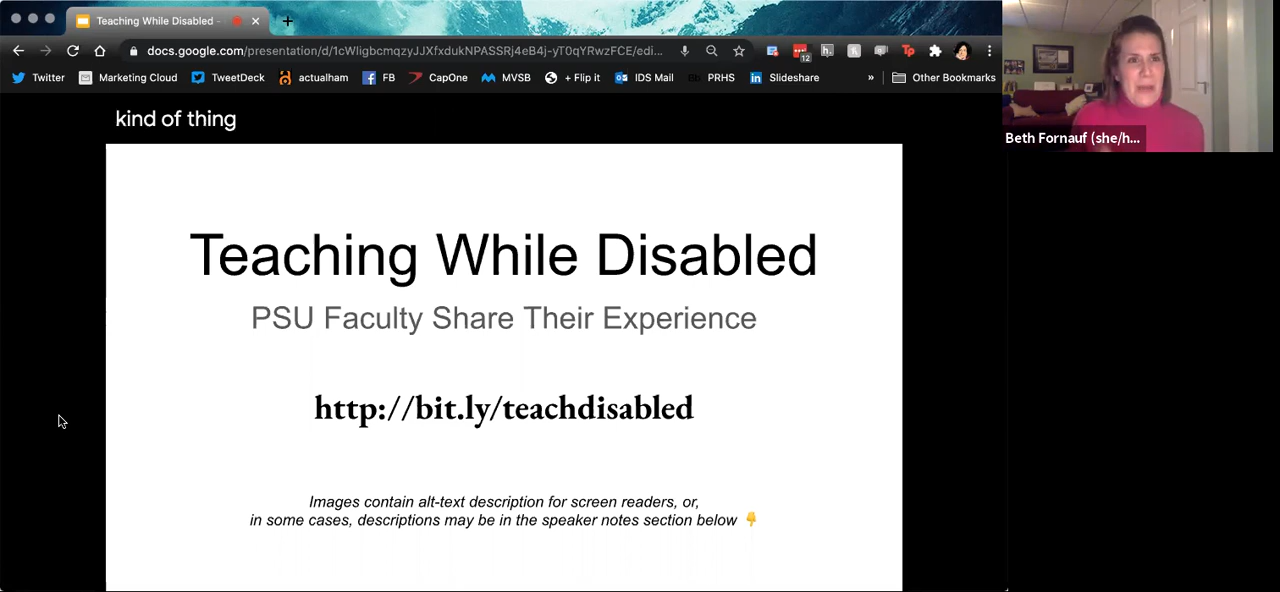 Teaching While Disabled -
docs.google.com/presentation/d/1cWligbcmqzyJJXfxdukNPASSRj4eB4j-yT0qYRwzFCE/edi...
12
h.
Tp
Twitter
Marketing Cloud
TweetDeck
actualham
FB
CapOne
MVSB
+ Flip it
IDS Mail
PRHS
Slideshare
»
Other Bookmarks
kind of thing
Beth Fornauf (she/h...
Teaching While Disabled
PSU Faculty Share Their Experience
http://bit.ly/teachdisabled
Images contain alt-text description for screen readers, or,
in some cases, descriptions may be in the speaker notes section below 👇